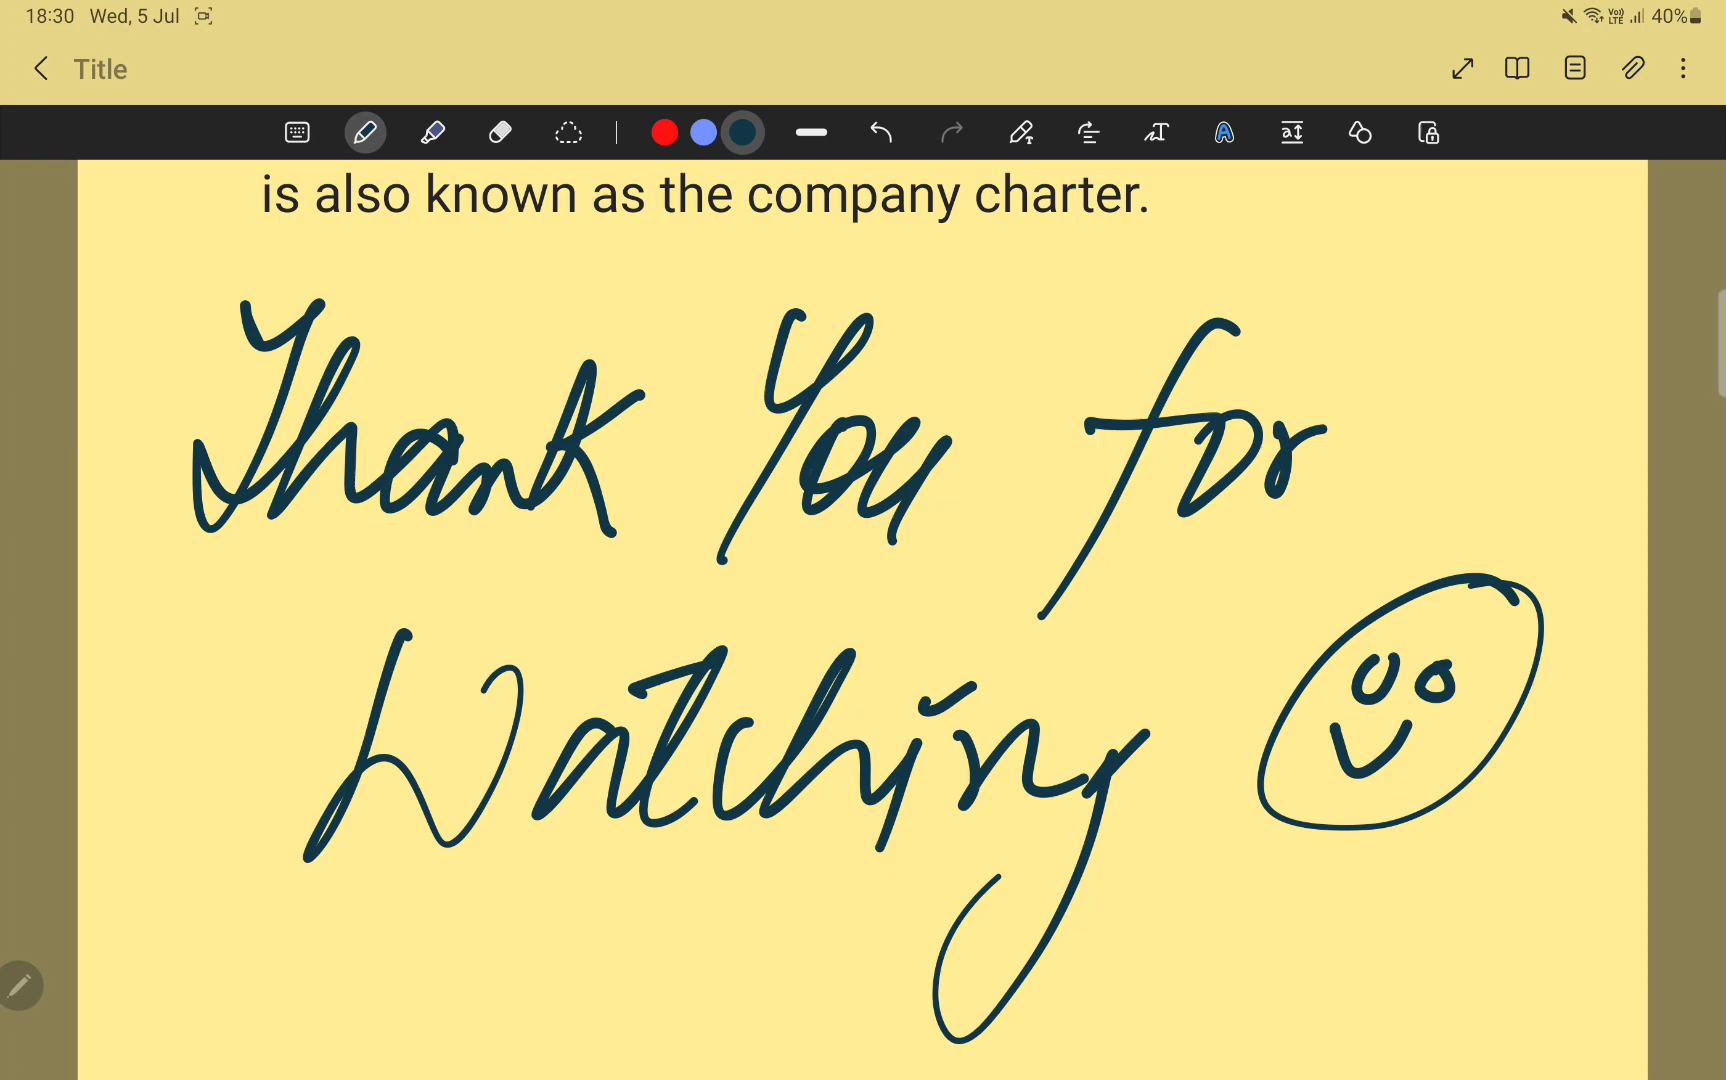 18:30 Wed, 5 Jul 40%
Title
is also known as the company charter.
Thank You for
Watching